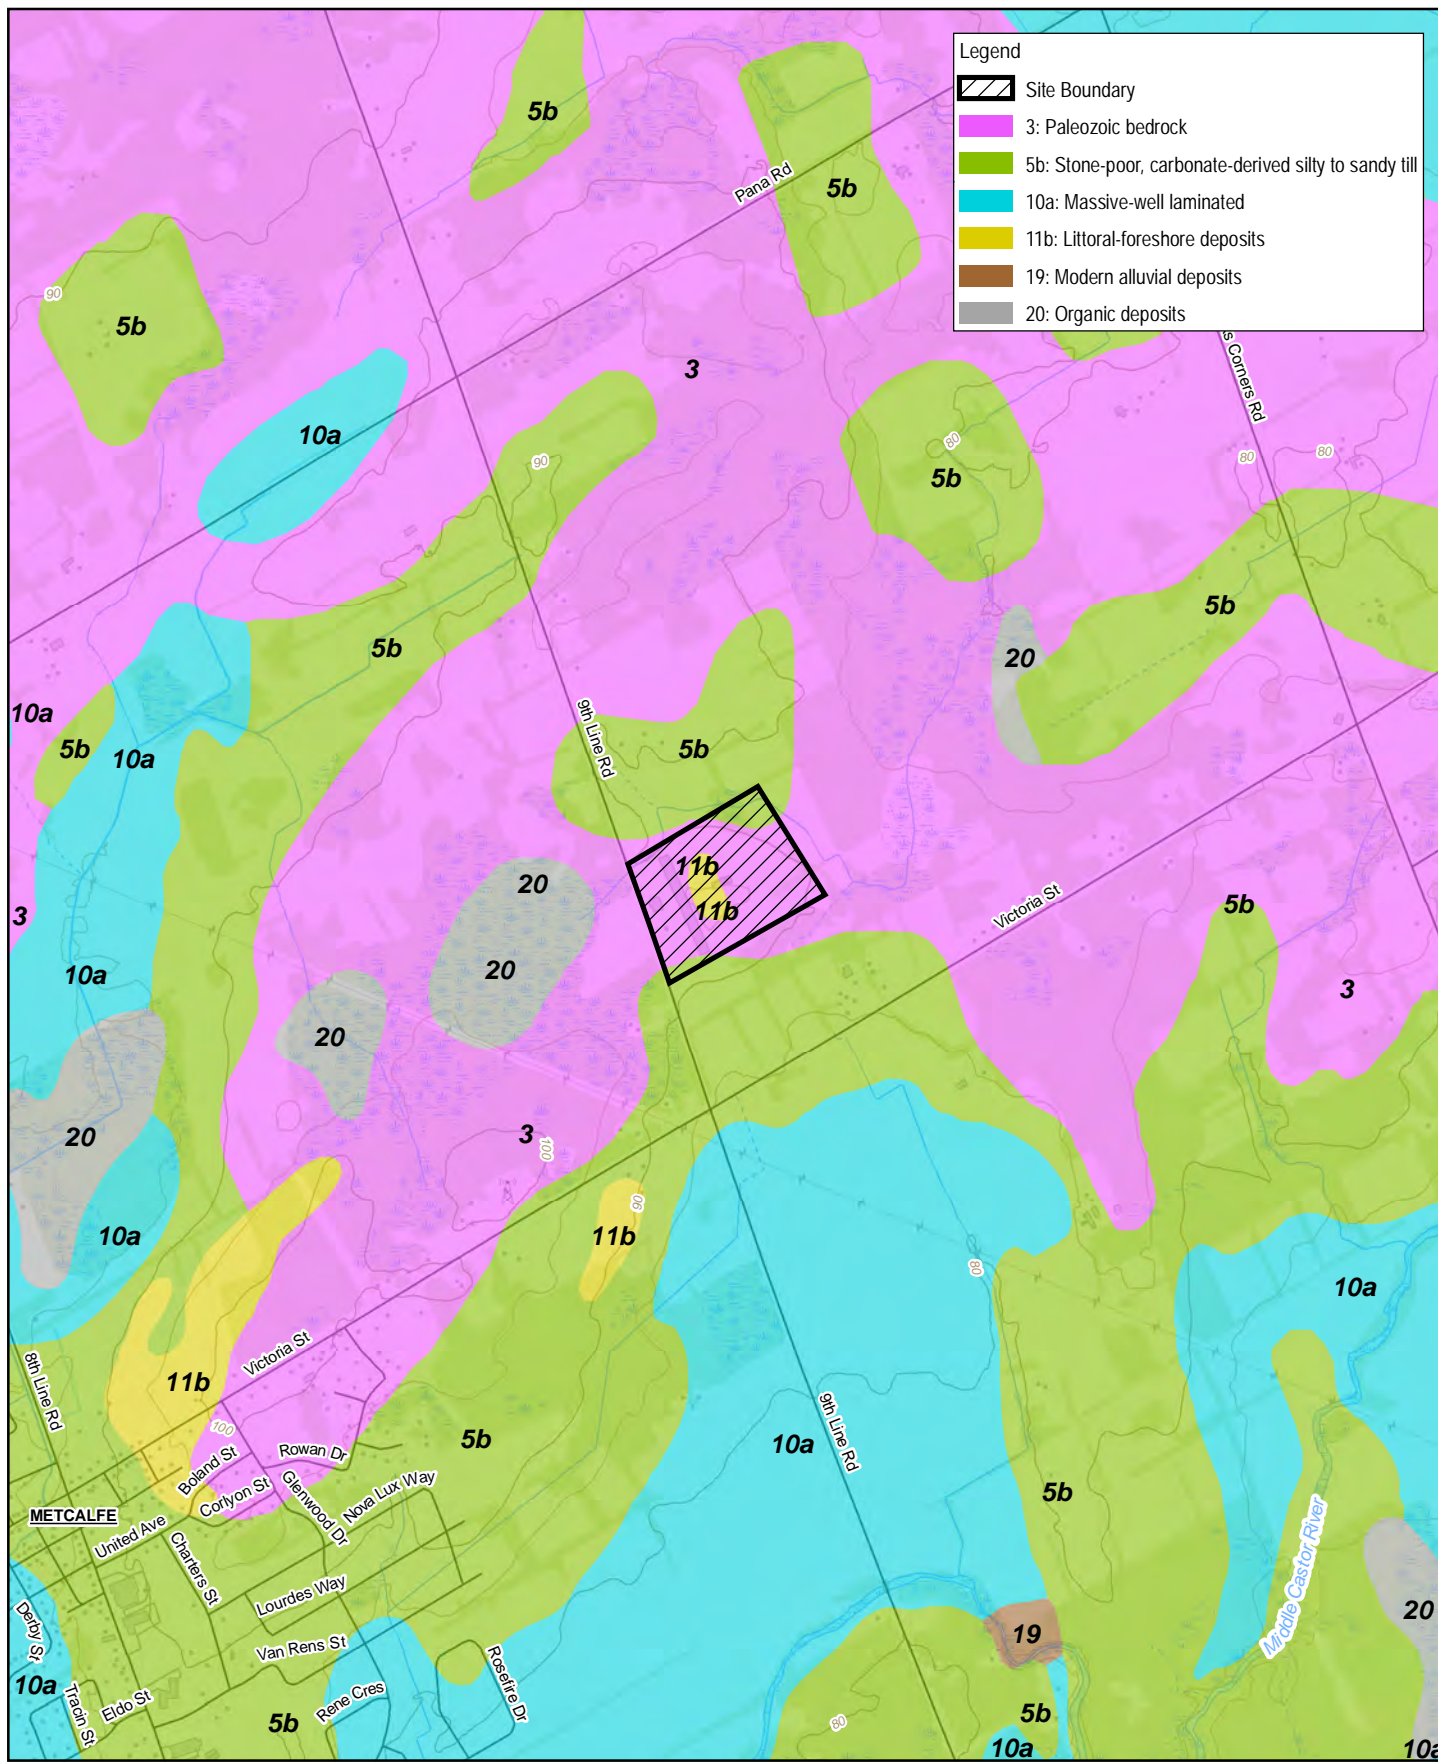 Legend
Site Boundary
3: Paleozoic bedrock
5b: Stone-poor, carbonate-derived silty to sandy till
10a: Massive-well laminated
11b: Littoral-foreshore deposits
19: Modern alluvial deposits
20: Organic deposits
5b
Pana Rd
5b
90
5b
s Corners Rd
3
10a
90
80
80
80
5b
5b
5b
20
10a
9th Line Rd
5b
5b
10a
11b
20
11b
Victoria St
5b
3
20
10a
3
20
20
3
100
90
11b
10a
80
10a
Victoria St
8th Line Rd
11b
100
9th Line Rd
5b
10a
Rowan Dr
Boland St
Corlyon St
Glenwood Dr
Nova Lux Way
5b
METCALFE
United Ave
Charters St
Middle Castor River
Lourdes Way
Derby St
20
19
Van Rens St
Rosefire Dr
10a
Tracin St
Eldo St
Rene Cres
5b
80
5b
10a
10a